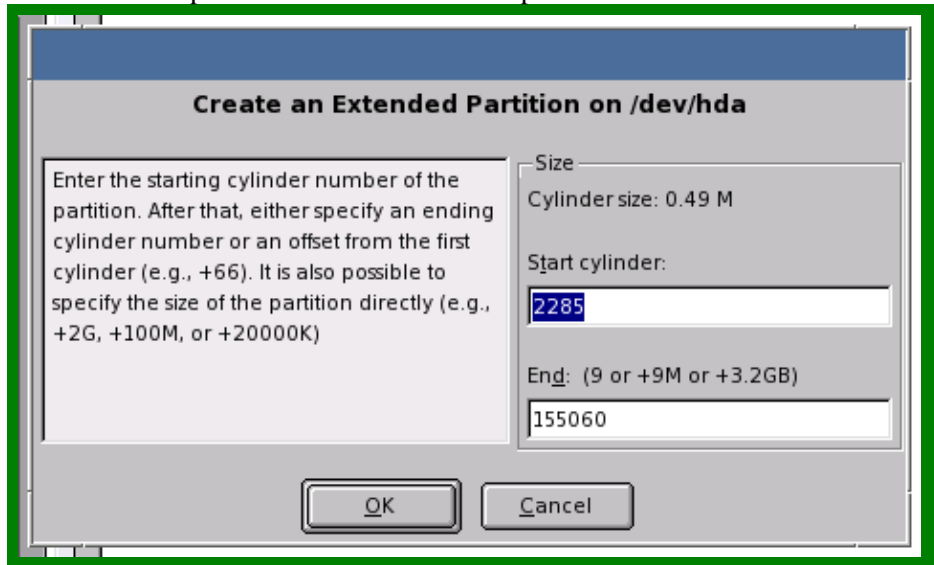 Create an Extended Partition on /dev/hda
Enter the starting cylinder number of the
partition. After that, either specify an ending
cylinder number or an offset from the first
cylinder (e.g., +66). It is also possible to
specify the size of the partition directly (e.g.,
+2G, +100M, or +20000K)
Size
Cylinder size: 0.49 M
Start cylinder:
2285
End: (9 or +9M or +3.2GB)
155060
OK
Cancel